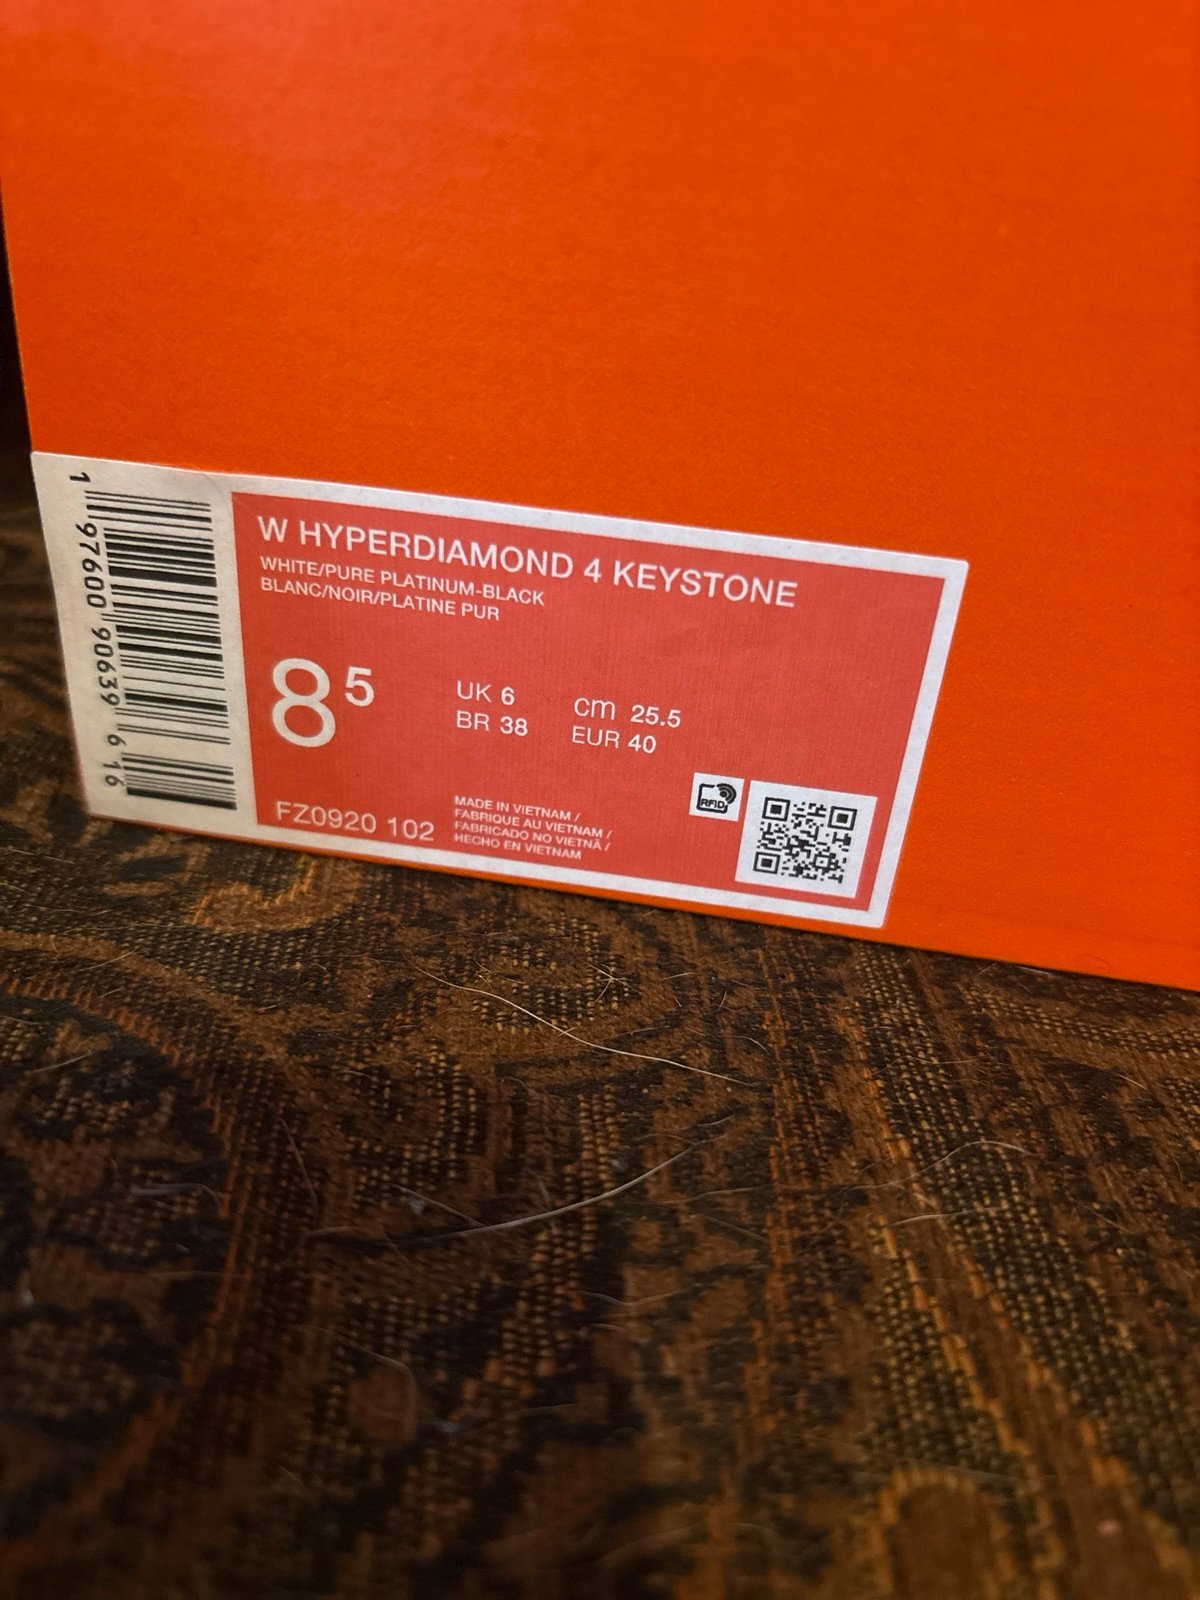 1 97600 90639 6 16
W HYPERDIAMOND 4 KEYSTONE
WHITE/PURE PLATINUM-BLACK
BLANC/NOIR/PLATINE PUR
8 5
UK 6 cm 25.5
BR 38 EUR 40
FZ0920 102
MADE IN VIETNAM /
FABRIQUE AU VIETNAM /
FABRICADO NO VIETNÃ /
HECHO EN VIETNAM
RFID